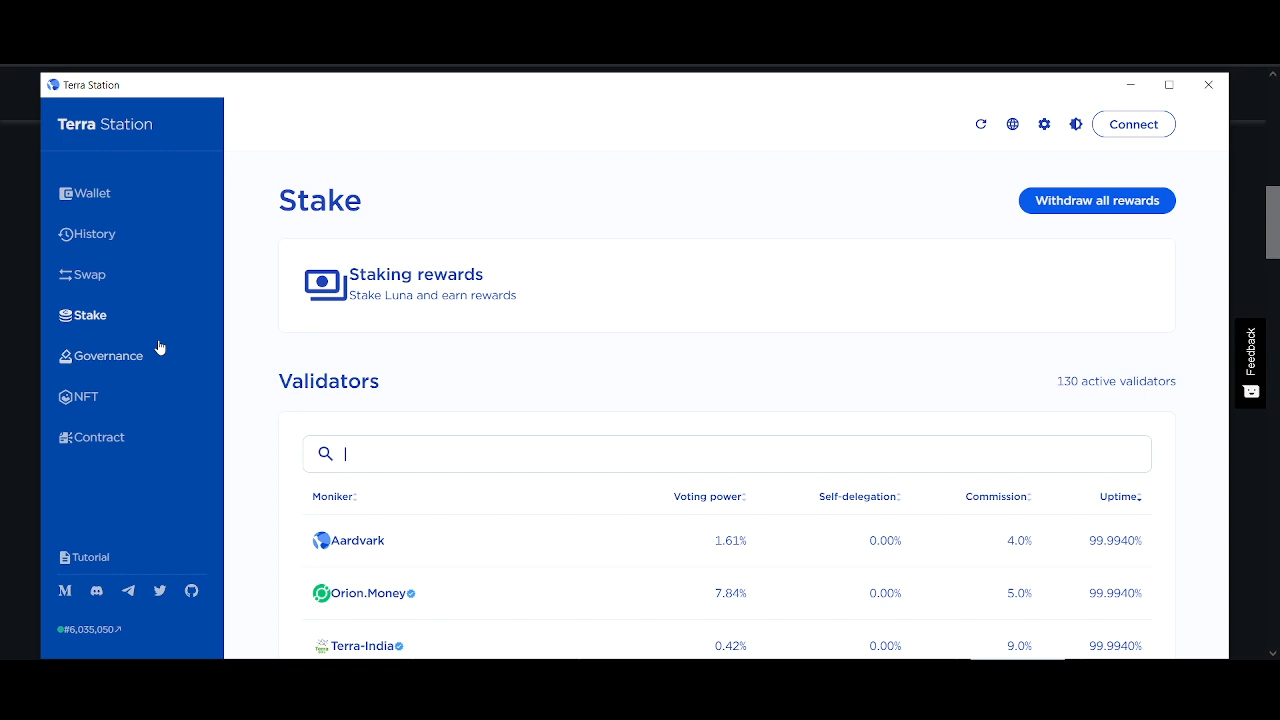 Terra Station
Terra Station
Connect
Wallet
History
Swap
Stake
Governance
NFT
Contract
Tutorial
#6,035,050
Stake
Withdraw all rewards
Staking rewards
Stake Luna and earn rewards
Validators
130 active validators
Moniker Voting power Self-delegation Commission Uptime
Aardvark 1.61% 0.00% 4.0% 99.9940%
Orion.Money 7.84% 0.00% 5.0% 99.9940%
Terra-India 0.42% 0.00% 9.0% 99.9940%
Feedback